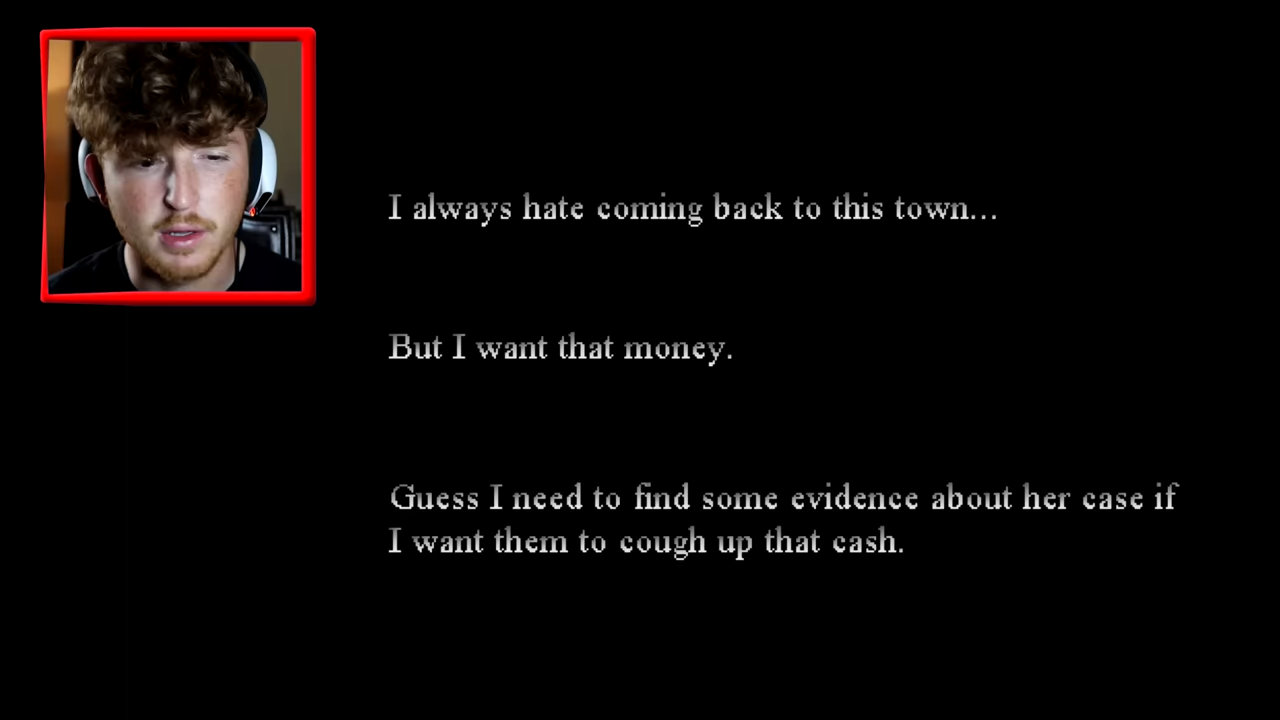 I always hate coming back to this town...
But I want that money.
Guess I need to find some evidence about her case if
I want them to cough up that cash.